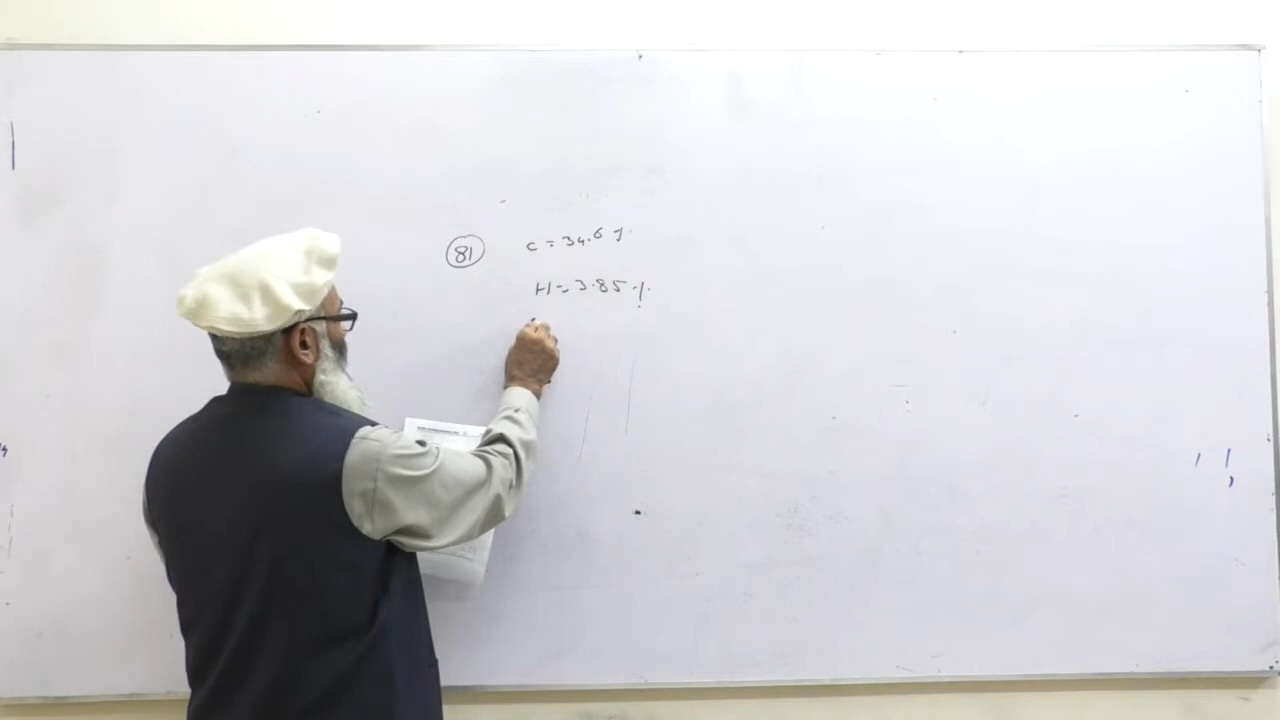 81 C = 34.6 %.
H = 3.85 %.